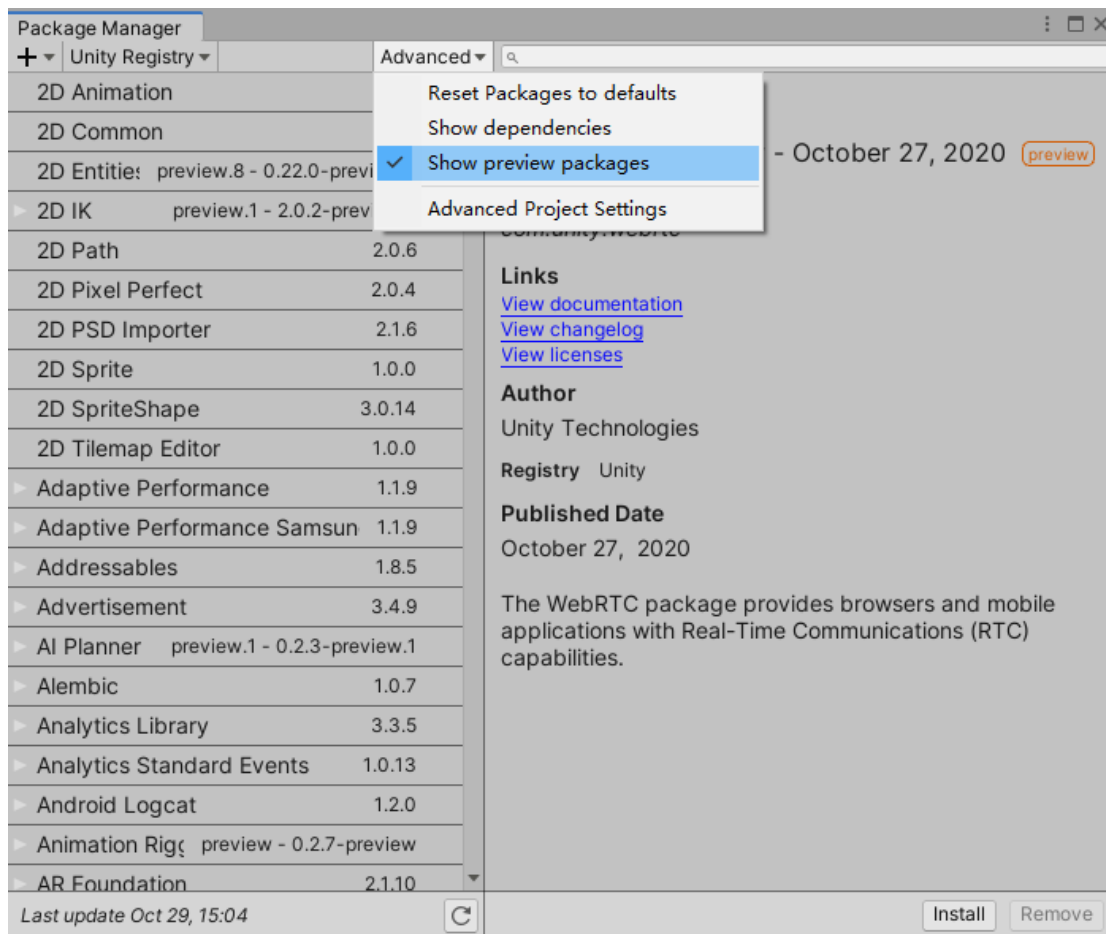 Package Manager
Unity Registry
Advanced
Reset Packages to defaults
Show dependencies
Show preview packages
Advanced Project Settings
2D Animation
2D Common
2D Entities preview.8 - 0.22.0-previ
2D IK preview.1 - 2.0.2-prev
2D Path 2.0.6
2D Pixel Perfect 2.0.4
2D PSD Importer 2.1.6
2D Sprite 1.0.0
2D SpriteShape 3.0.14
2D Tilemap Editor 1.0.0
Adaptive Performance 1.1.9
Adaptive Performance Samsun 1.1.9
Addressables 1.8.5
Advertisement 3.4.9
AI Planner preview.1 - 0.2.3-preview.1
Alembic 1.0.7
Analytics Library 3.3.5
Analytics Standard Events 1.0.13
Android Logcat 1.2.0
Animation Rigg preview - 0.2.7-preview
AR Foundation 2.1.10
Last update Oct 29, 15:04
- October 27, 2020 preview
com.unity.webrtc
Links
View documentation
View changelog
View licenses
Author
Unity Technologies
Registry Unity
Published Date
October 27, 2020
The WebRTC package provides browsers and mobile
applications with Real-Time Communications (RTC)
capabilities.
Install Remove